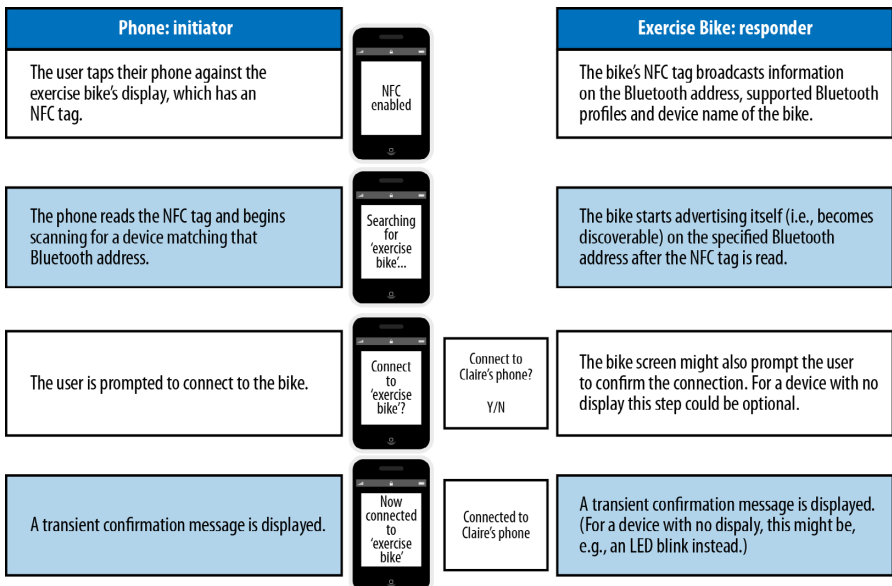 Phone: initiator
Exercise Bike: responder
The user taps their phone against the
exercise bike's display, which has an
NFC tag.
NFC
enabled
The bike's NFC tag broadcasts information
on the Bluetooth address, supported Bluetooth
profiles and device name of the bike.
The phone reads the NFC tag and begins
scanning for a device matching that
Bluetooth address.
Searching
for
‘exercise
bike’...
The bike starts advertising itself (i.e., becomes
discoverable) on the specified Bluetooth
address after the NFC tag is read.
The user is prompted to connect to the bike.
Connect
to
‘exercise
bike’?
Connect to
Claire's phone?
Y/N
The bike screen might also prompt the user
to confirm the connection. For a device with no
display this step could be optional.
A transient confirmation message is displayed.
Now
connected
to
‘exercise
bike’
Connected to
Claire's phone
A transient confirmation message is displayed.
(For a device with no dispaly, this might be,
e.g., an LED blink instead.)